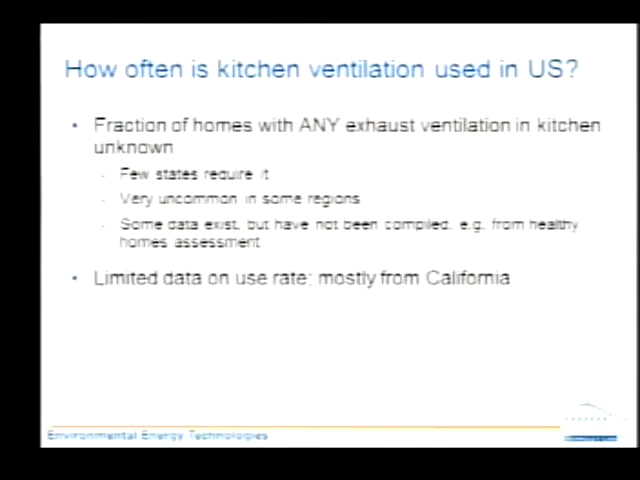 How often is kitchen ventilation used in US?
• Fraction of homes with ANY exhaust ventilation in kitchen
unknown
- Few states require it
- Very uncommon in some regions
- Some data exist, but have not been compiled. e.g. from healthy
homes assessment
• Limited data on use rate; mostly from California
Environmental Energy Technologies